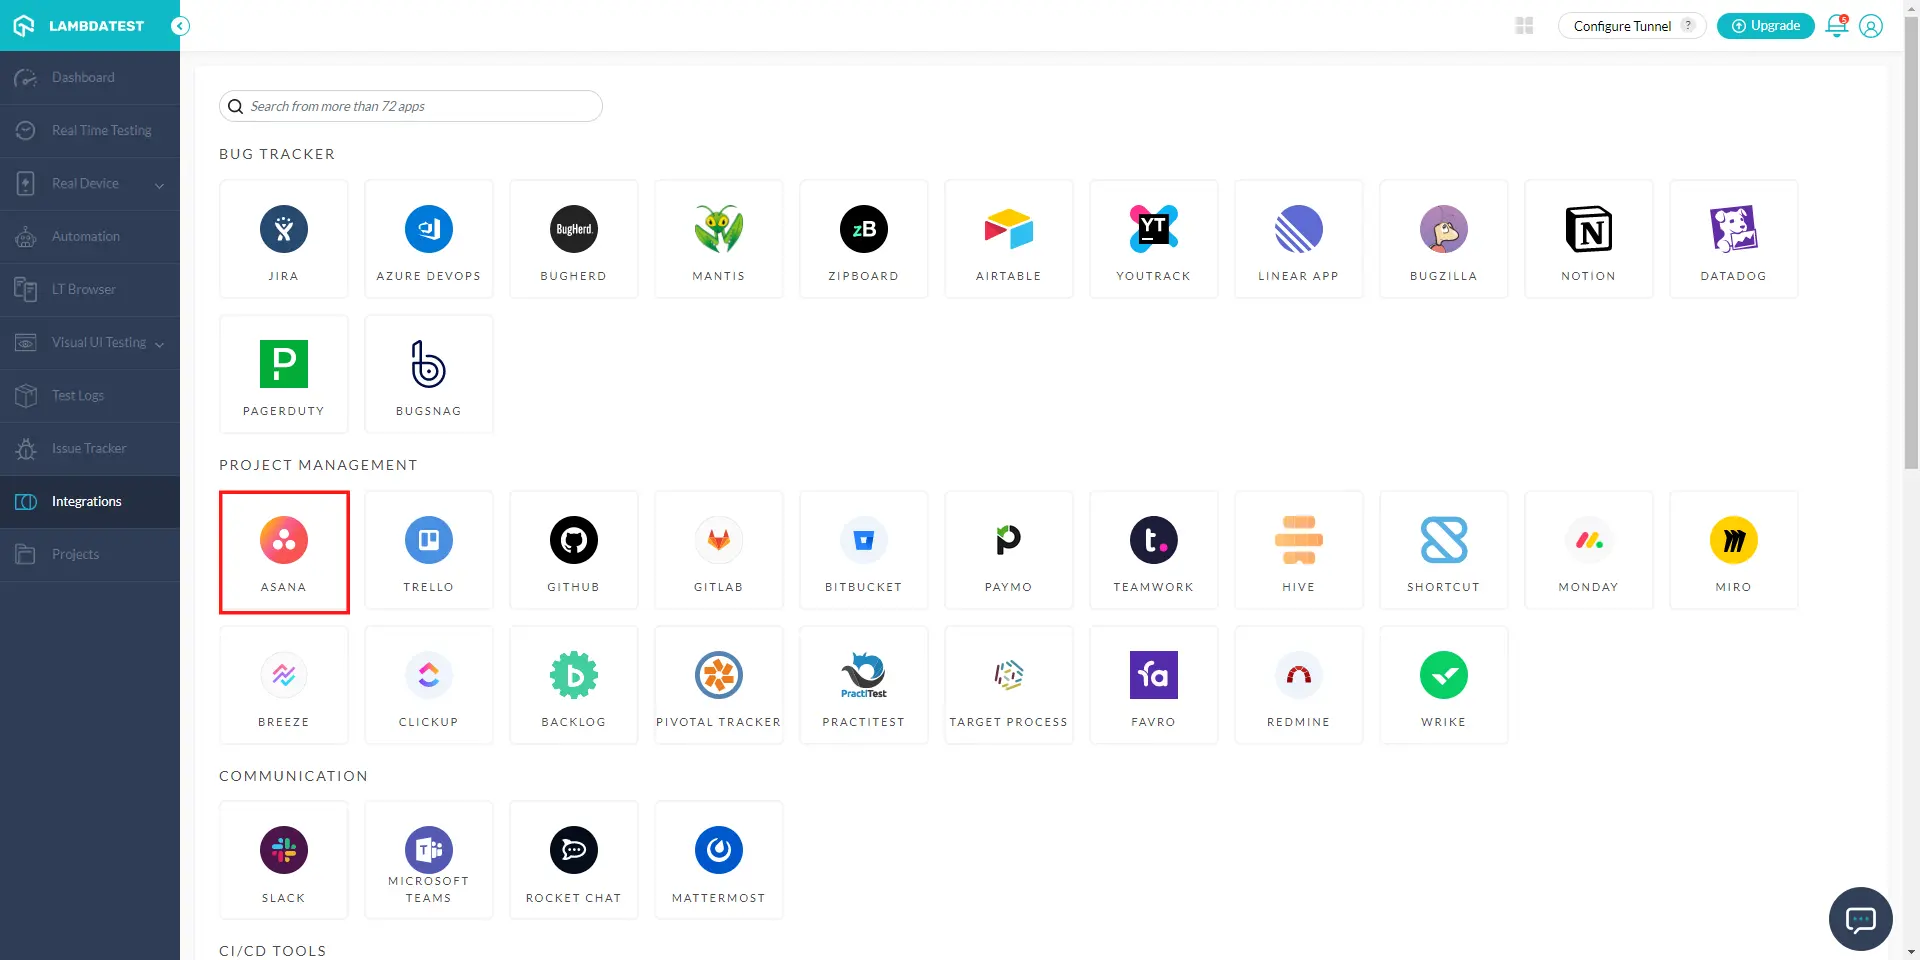 LAMBDATEST
Configure Tunnel ?
Upgrade
5
Dashboard
Real Time Testing
Real Device
Automation
LT Browser
Visual UI Testing
Test Logs
Issue Tracker
Integrations
Projects
Search from more than 72 apps
BUG TRACKER
JIRA
AZURE DEVOPS
BugHerd.
BUGHERD
MANTIS
zB
ZIPBOARD
AIRTABLE
YT
YOUTRACK
LINEAR APP
BUGZILLA
N
NOTION
DATADOG
P
PAGERDUTY
b
BUGSNAG
PROJECT MANAGEMENT
ASANA
TRELLO
GITHUB
GITLAB
BITBUCKET
PAYMO
t.
TEAMWORK
HIVE
SHORTCUT
MONDAY
MIRO
BREEZE
CLICKUP
b
BACKLOG
PIVOTAL TRACKER
PractiTest
PRACTITEST
TARGET PROCESS
fa
FAVRO
REDMINE
WRIKE
COMMUNICATION
SLACK
T
MICROSOFT
TEAMS
ROCKET CHAT
MATTERMOST
CI/CD TOOLS